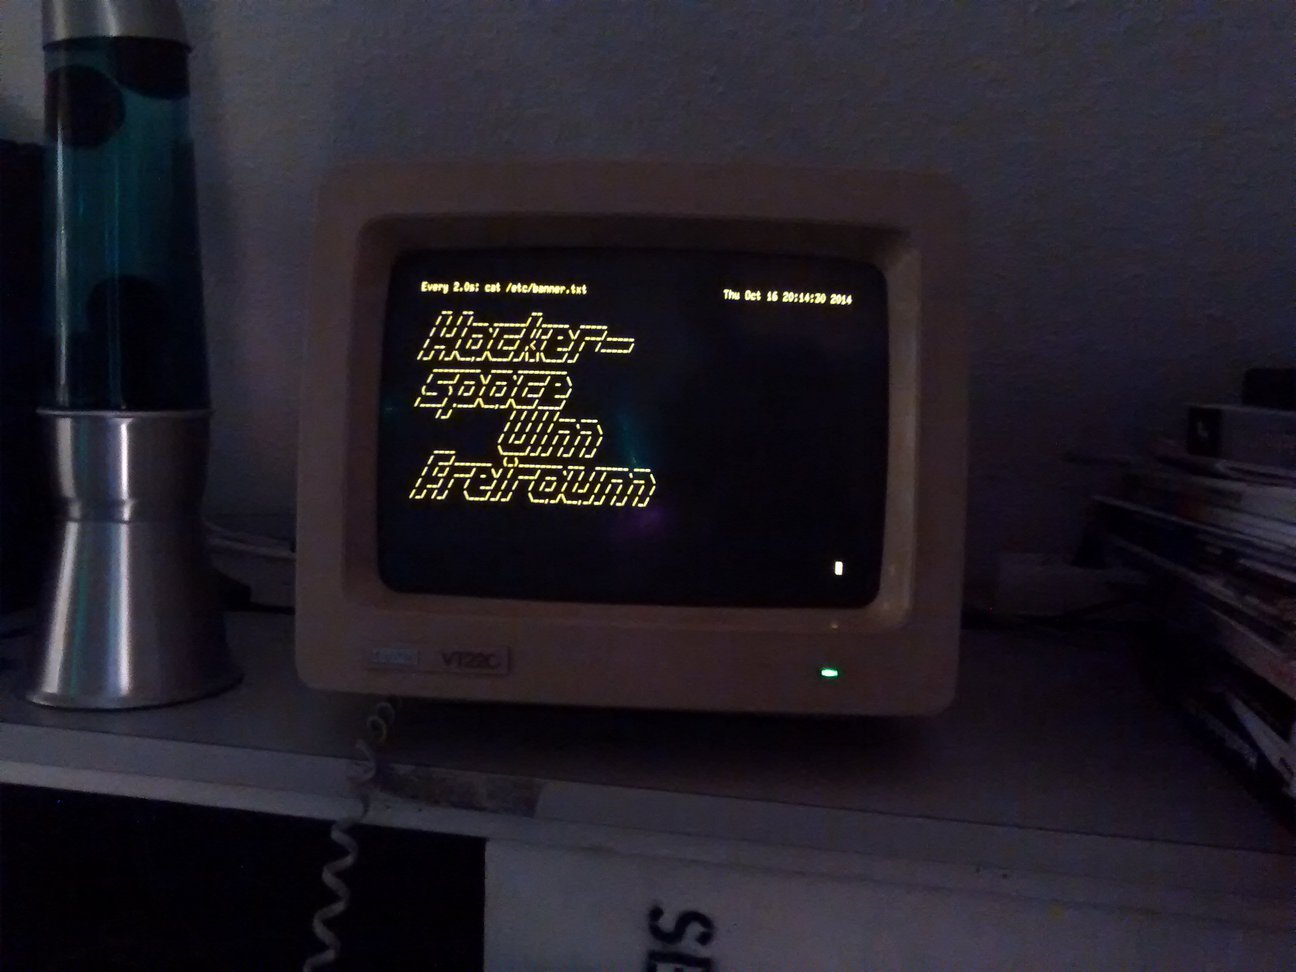 Every 2.0s: cat /etc/banner.txt
Thu Oct 16 20:14:30 2014
Hacker-
space
Ulm
Freiraum
VT220